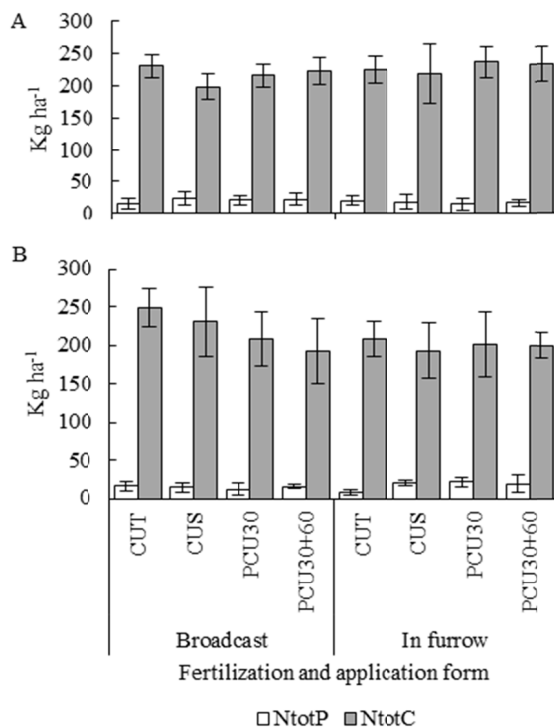 A
300
250
200
150
100
50
0
Kg ha⁻¹
B
300
250
200
150
100
50
0
Kg ha⁻¹
CUT CUS PCU30 PCU30+60 CUT CUS PCU30 PCU30+60
Broadcast In furrow
Fertilization and application form
NtotP NtotC